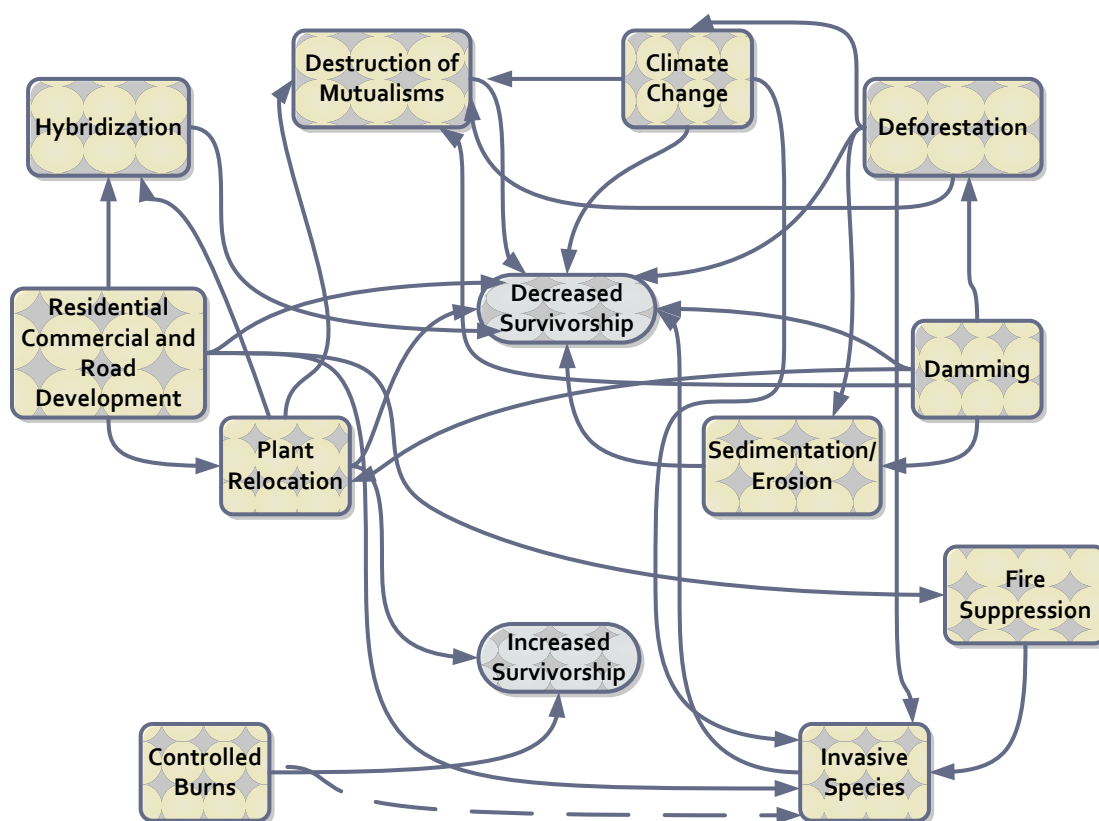 Destruction of
Mutualisms
Climate
Change
Hybridization
Deforestation
Residential
Commercial and
Road
Development
Decreased
Survivorship
Damming
Plant
Relocation
Sedimentation/
Erosion
Fire
Suppression
Increased
Survivorship
Controlled
Burns
Invasive
Species